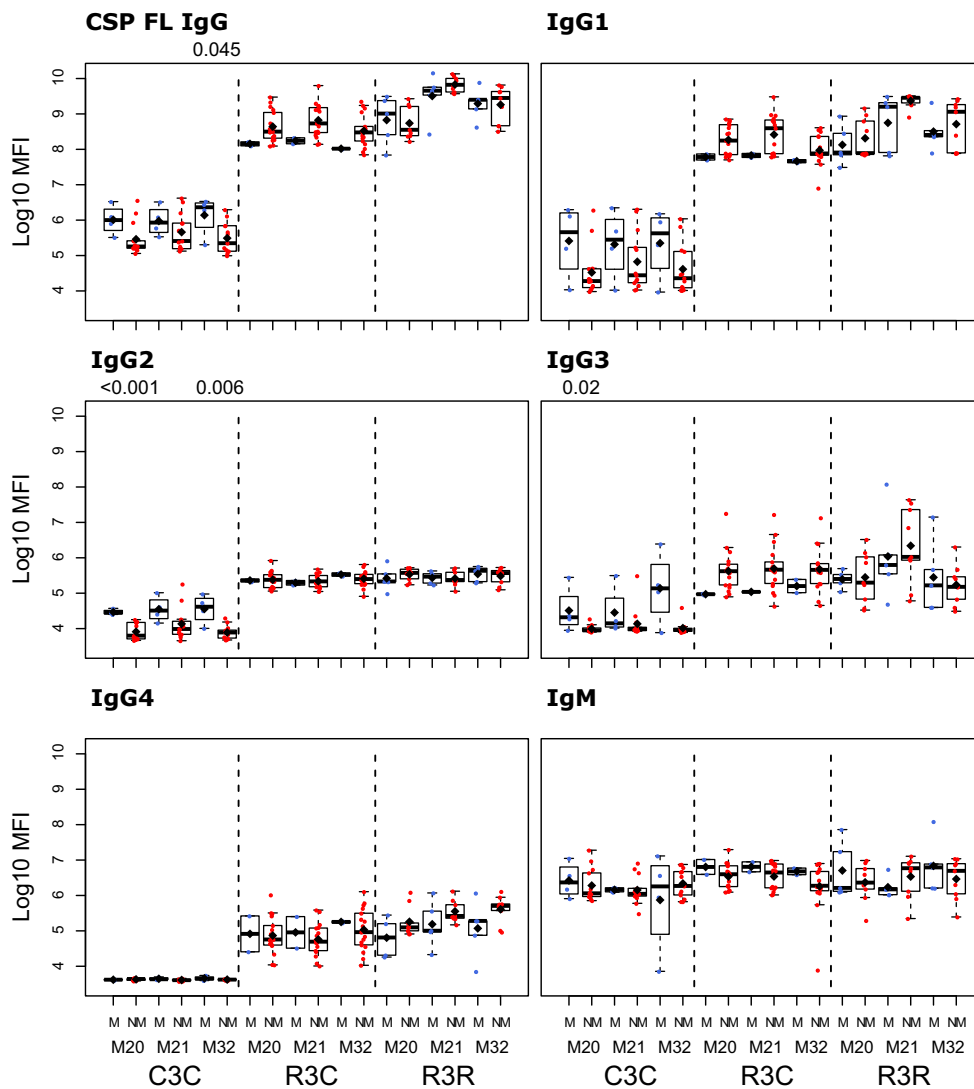 CSP FL IgG
IgG1
0.045
Log10 MFI
10
9
8
7
6
5
4
IgG2
IgG3
<0.001 0.006
0.02
Log10 MFI
10
9
8
7
6
5
4
IgG4
IgM
Log10 MFI
10
9
8
7
6
5
4
M NM M NM M NM M NM M NM M NM M NM M NM M NM
M NM M NM M NM M NM M NM M NM M NM M NM M NM
M20 M21 M32 M20 M21 M32 M20 M21 M32
M20 M21 M32 M20 M21 M32 M20 M21 M32
C3C R3C R3R
C3C R3C R3R